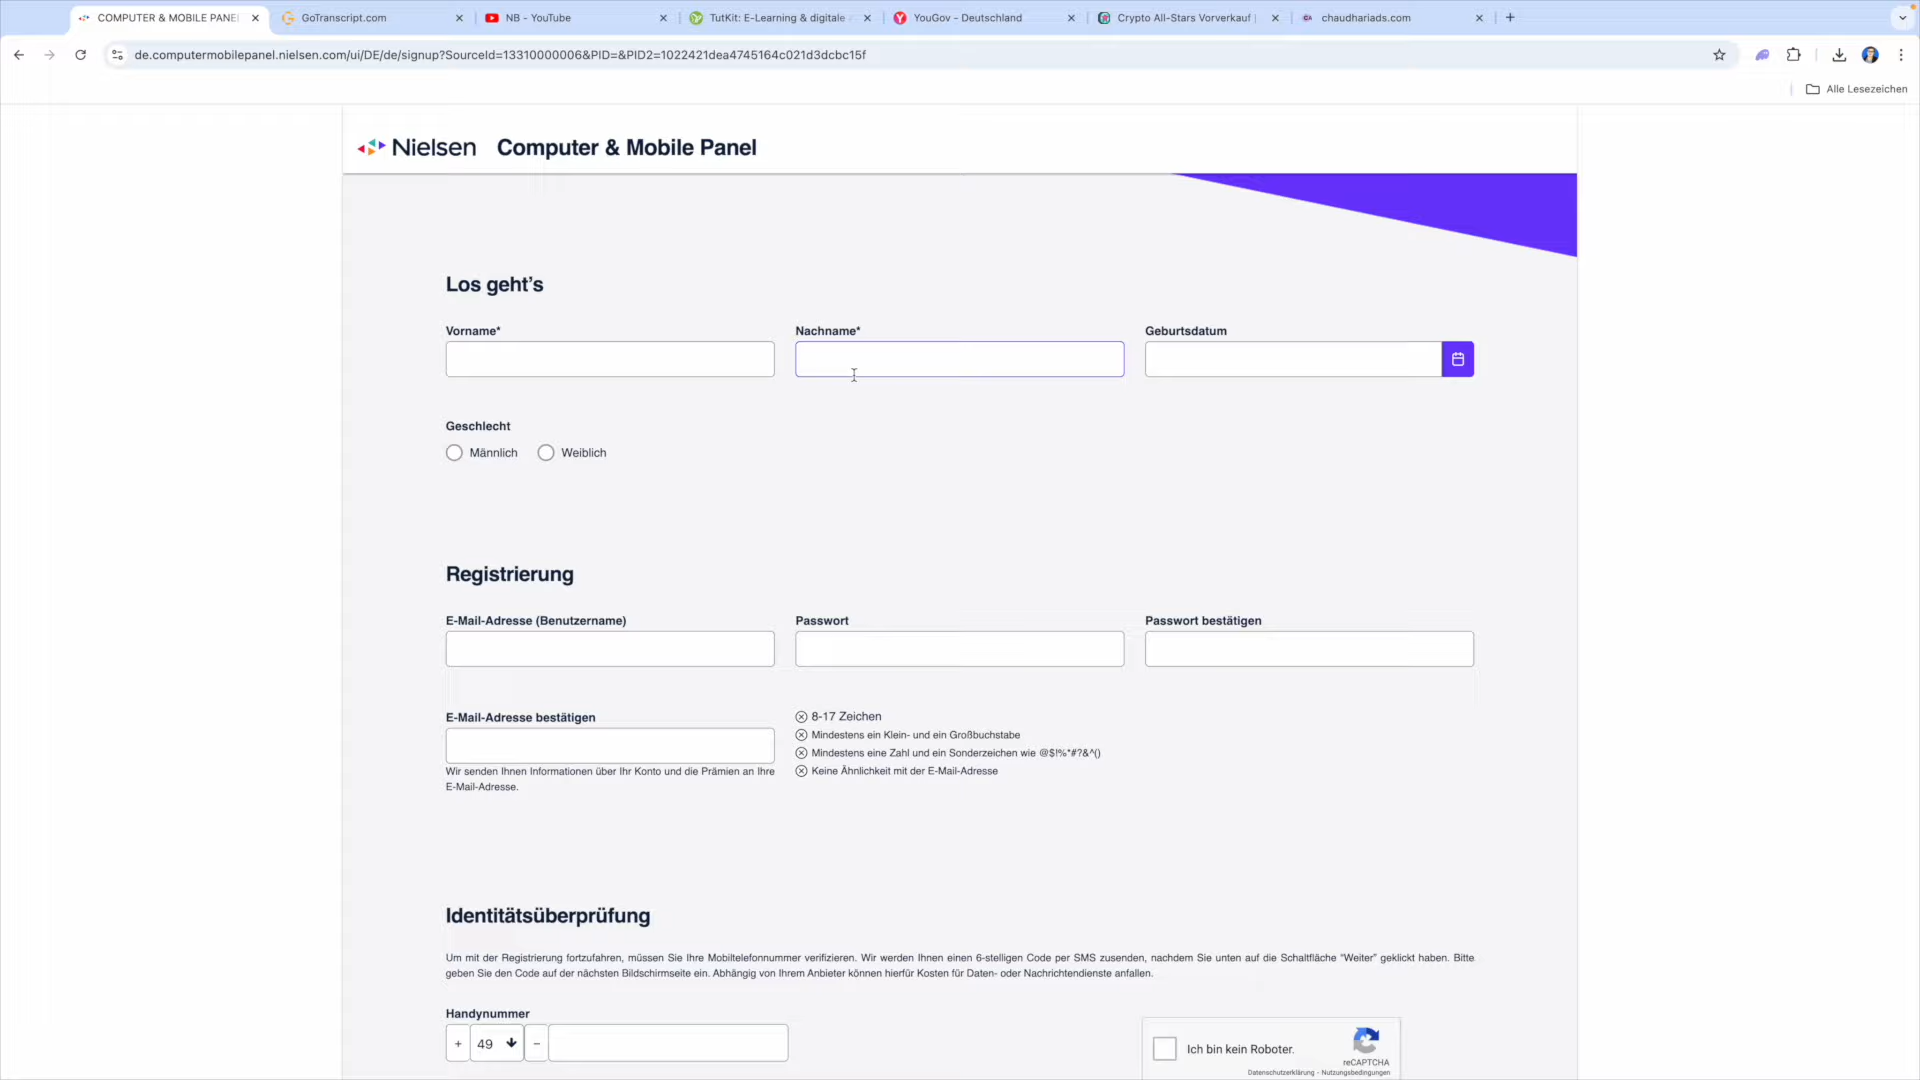 COMPUTER & MOBILE PANE
GoTranscript.com
NB - YouTube
TutKit: E-Learning & digitale
YouGov - Deutschland
Crypto All-Stars Vorverkauf |
chaudhariads.com
de.computermobilepanel.nielsen.com/ui/DE/de/signup?SourceId=13310000006&PID=&PID2=1022421dea4745164c021d3dcbc15f
Alle Lesezeichen
Nielsen Computer & Mobile Panel
Los geht's
Vorname* Nachname* Geburtsdatum
Geschlecht
Männlich Weiblich
Registrierung
E-Mail-Adresse (Benutzername) Passwort Passwort bestätigen
E-Mail-Adresse bestätigen
Wir senden Ihnen Informationen über Ihr Konto und die Prämien an Ihre
E-Mail-Adresse.
8-17 Zeichen
Mindestens ein Klein- und ein Großbuchstabe
Mindestens eine Zahl und ein Sonderzeichen wie @$!%*#?&^()
Keine Ähnlichkeit mit der E-Mail-Adresse
Identitätsüberprüfung
Um mit der Registrierung fortzufahren, müssen Sie Ihre Mobiltelefonnummer verifizieren. Wir werden Ihnen einen 6-stelligen Code per SMS zusenden, nachdem Sie unten auf die Schaltfläche "Weiter" geklickt haben. Bitte
geben Sie den Code auf der nächsten Bildschirmseite ein. Abhängig von Ihrem Anbieter können hierfür Kosten für Daten- oder Nachrichtendienste anfallen.
Handynummer
+ 49 -
Ich bin kein Roboter.
reCAPTCHA
Datenschutzerklärung - Nutzungsbedingungen